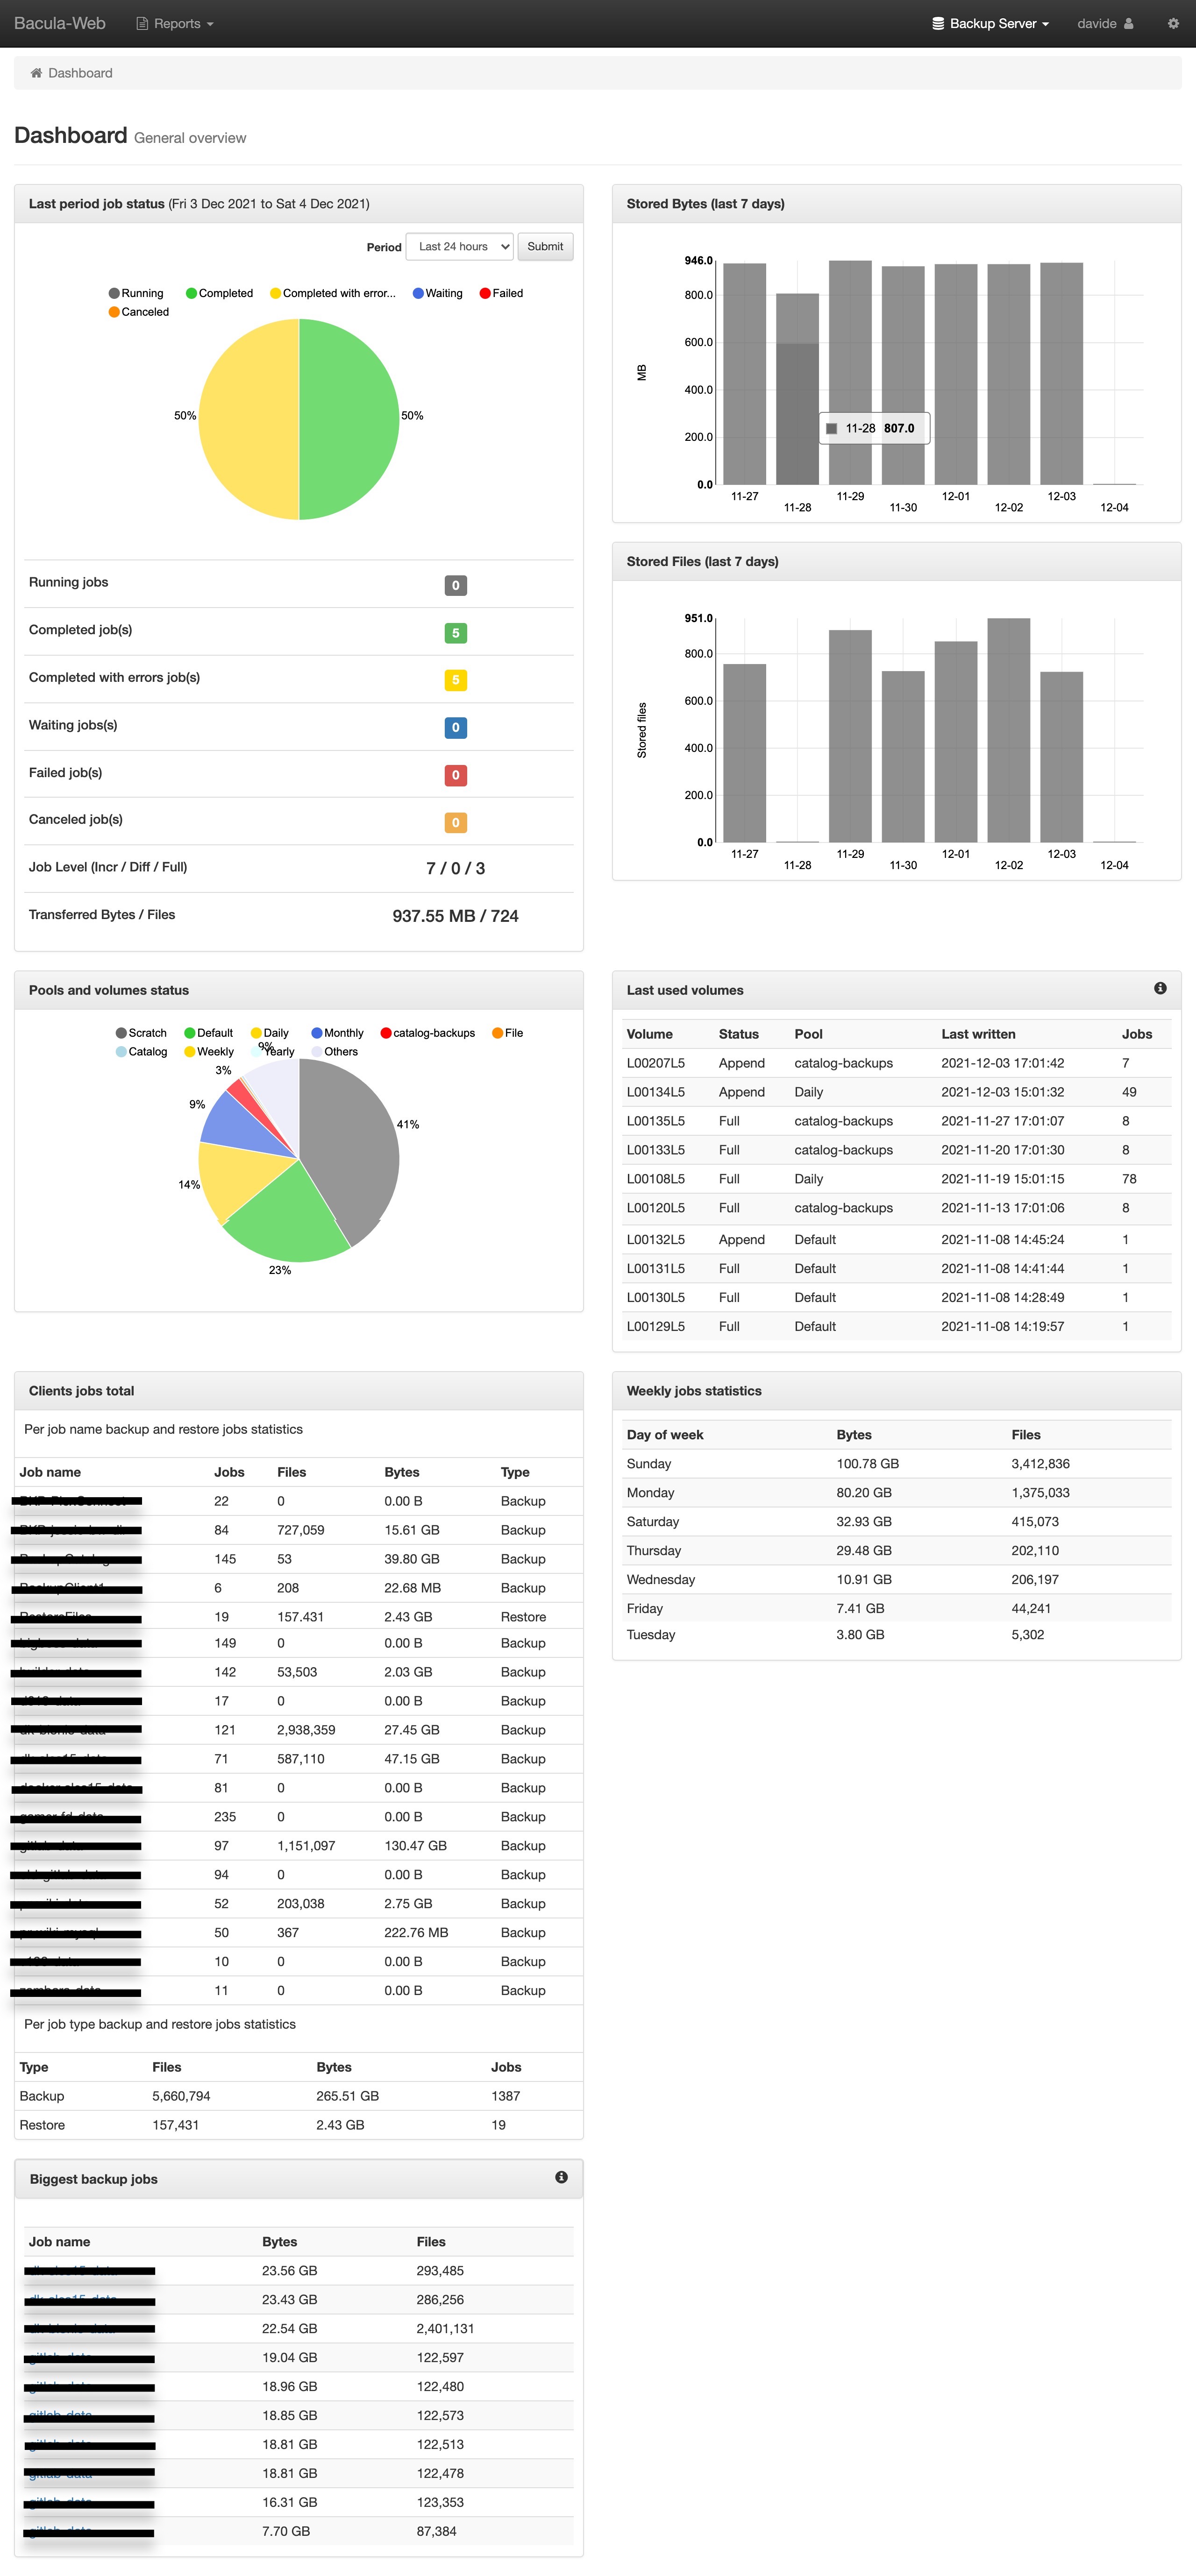 Bacula-Web Reports Backup Server davide
Dashboard
Dashboard General overview
Last period job status (Fri 3 Dec 2021 to Sat 4 Dec 2021)
Period Last 24 hours Submit
Running Completed Completed with error... Waiting Failed
Canceled
50% 50%
Running jobs 0
Completed job(s) 5
Completed with errors job(s) 5
Waiting jobs(s) 0
Failed job(s) 0
Canceled job(s) 0
Job Level (Incr / Diff / Full) 7 / 0 / 3
Transferred Bytes / Files 937.55 MB / 724
Stored Bytes (last 7 days)
946.0
800.0
600.0
MB
400.0
11-28 807.0
200.0
0.0
11-27 11-29 12-01 12-03
11-28 11-30 12-02 12-04
Stored Files (last 7 days)
951.0
800.0
600.0
Stored files
400.0
200.0
0.0
11-27 11-29 12-01 12-03
11-28 11-30 12-02 12-04
Pools and volumes status
Scratch Default Daily Monthly catalog-backups File
Catalog Weekly Yearly Others
9%
3%
9%
41%
14%
23%
Last used volumes
Volume Status Pool Last written Jobs
L00207L5 Append catalog-backups 2021-12-03 17:01:42 7
L00134L5 Append Daily 2021-12-03 15:01:32 49
L00135L5 Full catalog-backups 2021-11-27 17:01:07 8
L00133L5 Full catalog-backups 2021-11-20 17:01:30 8
L00108L5 Full Daily 2021-11-19 15:01:15 78
L00120L5 Full catalog-backups 2021-11-13 17:01:06 8
L00132L5 Append Default 2021-11-08 14:45:24 1
L00131L5 Full Default 2021-11-08 14:41:44 1
L00130L5 Full Default 2021-11-08 14:28:49 1
L00129L5 Full Default 2021-11-08 14:19:57 1
Clients jobs total
Per job name backup and restore jobs statistics
Job name Jobs Files Bytes Type
22 0 0.00 B Backup
84 727,059 15.61 GB Backup
145 53 39.80 GB Backup
6 208 22.68 MB Backup
19 157,431 2.43 GB Restore
149 0 0.00 B Backup
142 53,503 2.03 GB Backup
17 0 0.00 B Backup
121 2,938,359 27.45 GB Backup
71 587,110 47.15 GB Backup
81 0 0.00 B Backup
235 0 0.00 B Backup
97 1,151,097 130.47 GB Backup
94 0 0.00 B Backup
52 203,038 2.75 GB Backup
50 367 222.76 MB Backup
10 0 0.00 B Backup
11 0 0.00 B Backup
Per job type backup and restore jobs statistics
Type Files Bytes Jobs
Backup 5,660,794 265.51 GB 1387
Restore 157,431 2.43 GB 19
Weekly jobs statistics
Day of week Bytes Files
Sunday 100.78 GB 3,412,836
Monday 80.20 GB 1,375,033
Saturday 32.93 GB 415,073
Thursday 29.48 GB 202,110
Wednesday 10.91 GB 206,197
Friday 7.41 GB 44,241
Tuesday 3.80 GB 5,302
Biggest backup jobs
Job name Bytes Files
23.56 GB 293,485
23.43 GB 286,256
22.54 GB 2,401,131
19.04 GB 122,597
18.96 GB 122,480
18.85 GB 122,573
18.81 GB 122,513
18.81 GB 122,478
16.31 GB 123,353
7.70 GB 87,384